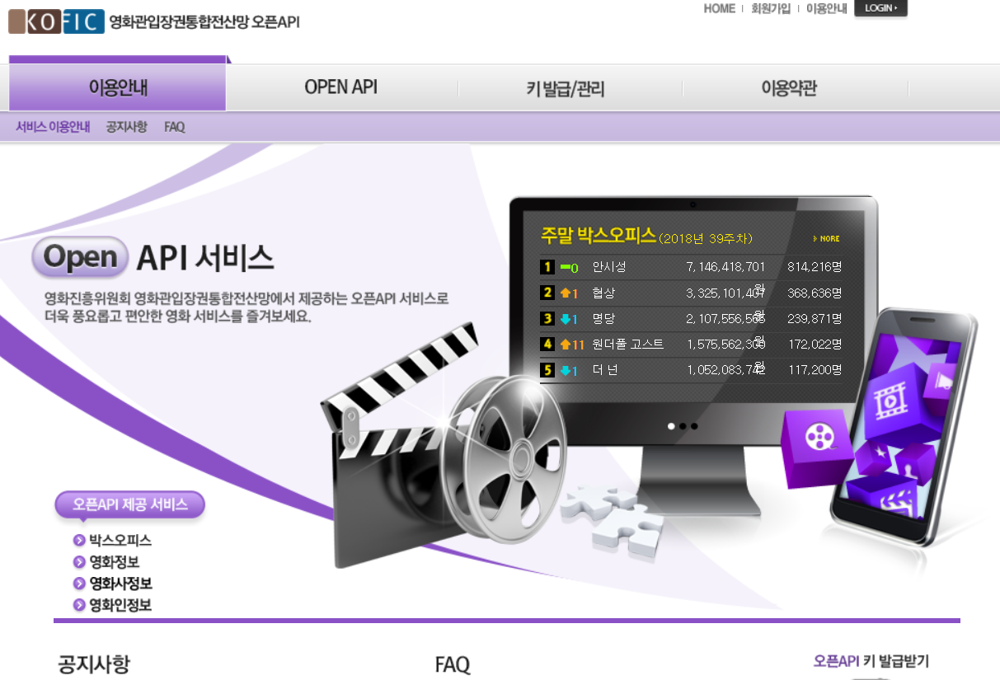 KOFIC 영화관입장권통합전산망 오픈API
HOME 회원가입 이용안내 LOGIN
이용안내 OPEN API 키 발급/관리 이용약관
서비스 이용안내 공지사항 FAQ
Open API 서비스
영화진흥위원회 영화관입장권통합전산망에서 제공하는 오픈API 서비스로
더욱 풍요롭고 편안한 영화 서비스를 즐겨보세요.
주말 박스오피스 (2018년 39주차) MORE
1 0 안시성 7,146,418,701원 814,216명
2 1 협상 3,325,101,407원 368,636명
3 1 명당 2,107,556,565원 239,871명
4 11 원더풀 고스트 1,575,562,309원 172,022명
5 1 더 넌 1,052,083,742 117,200명
오픈API 제공 서비스
박스오피스
영화정보
영화사정보
영화인정보
공지사항 FAQ 오픈API 키 발급받기